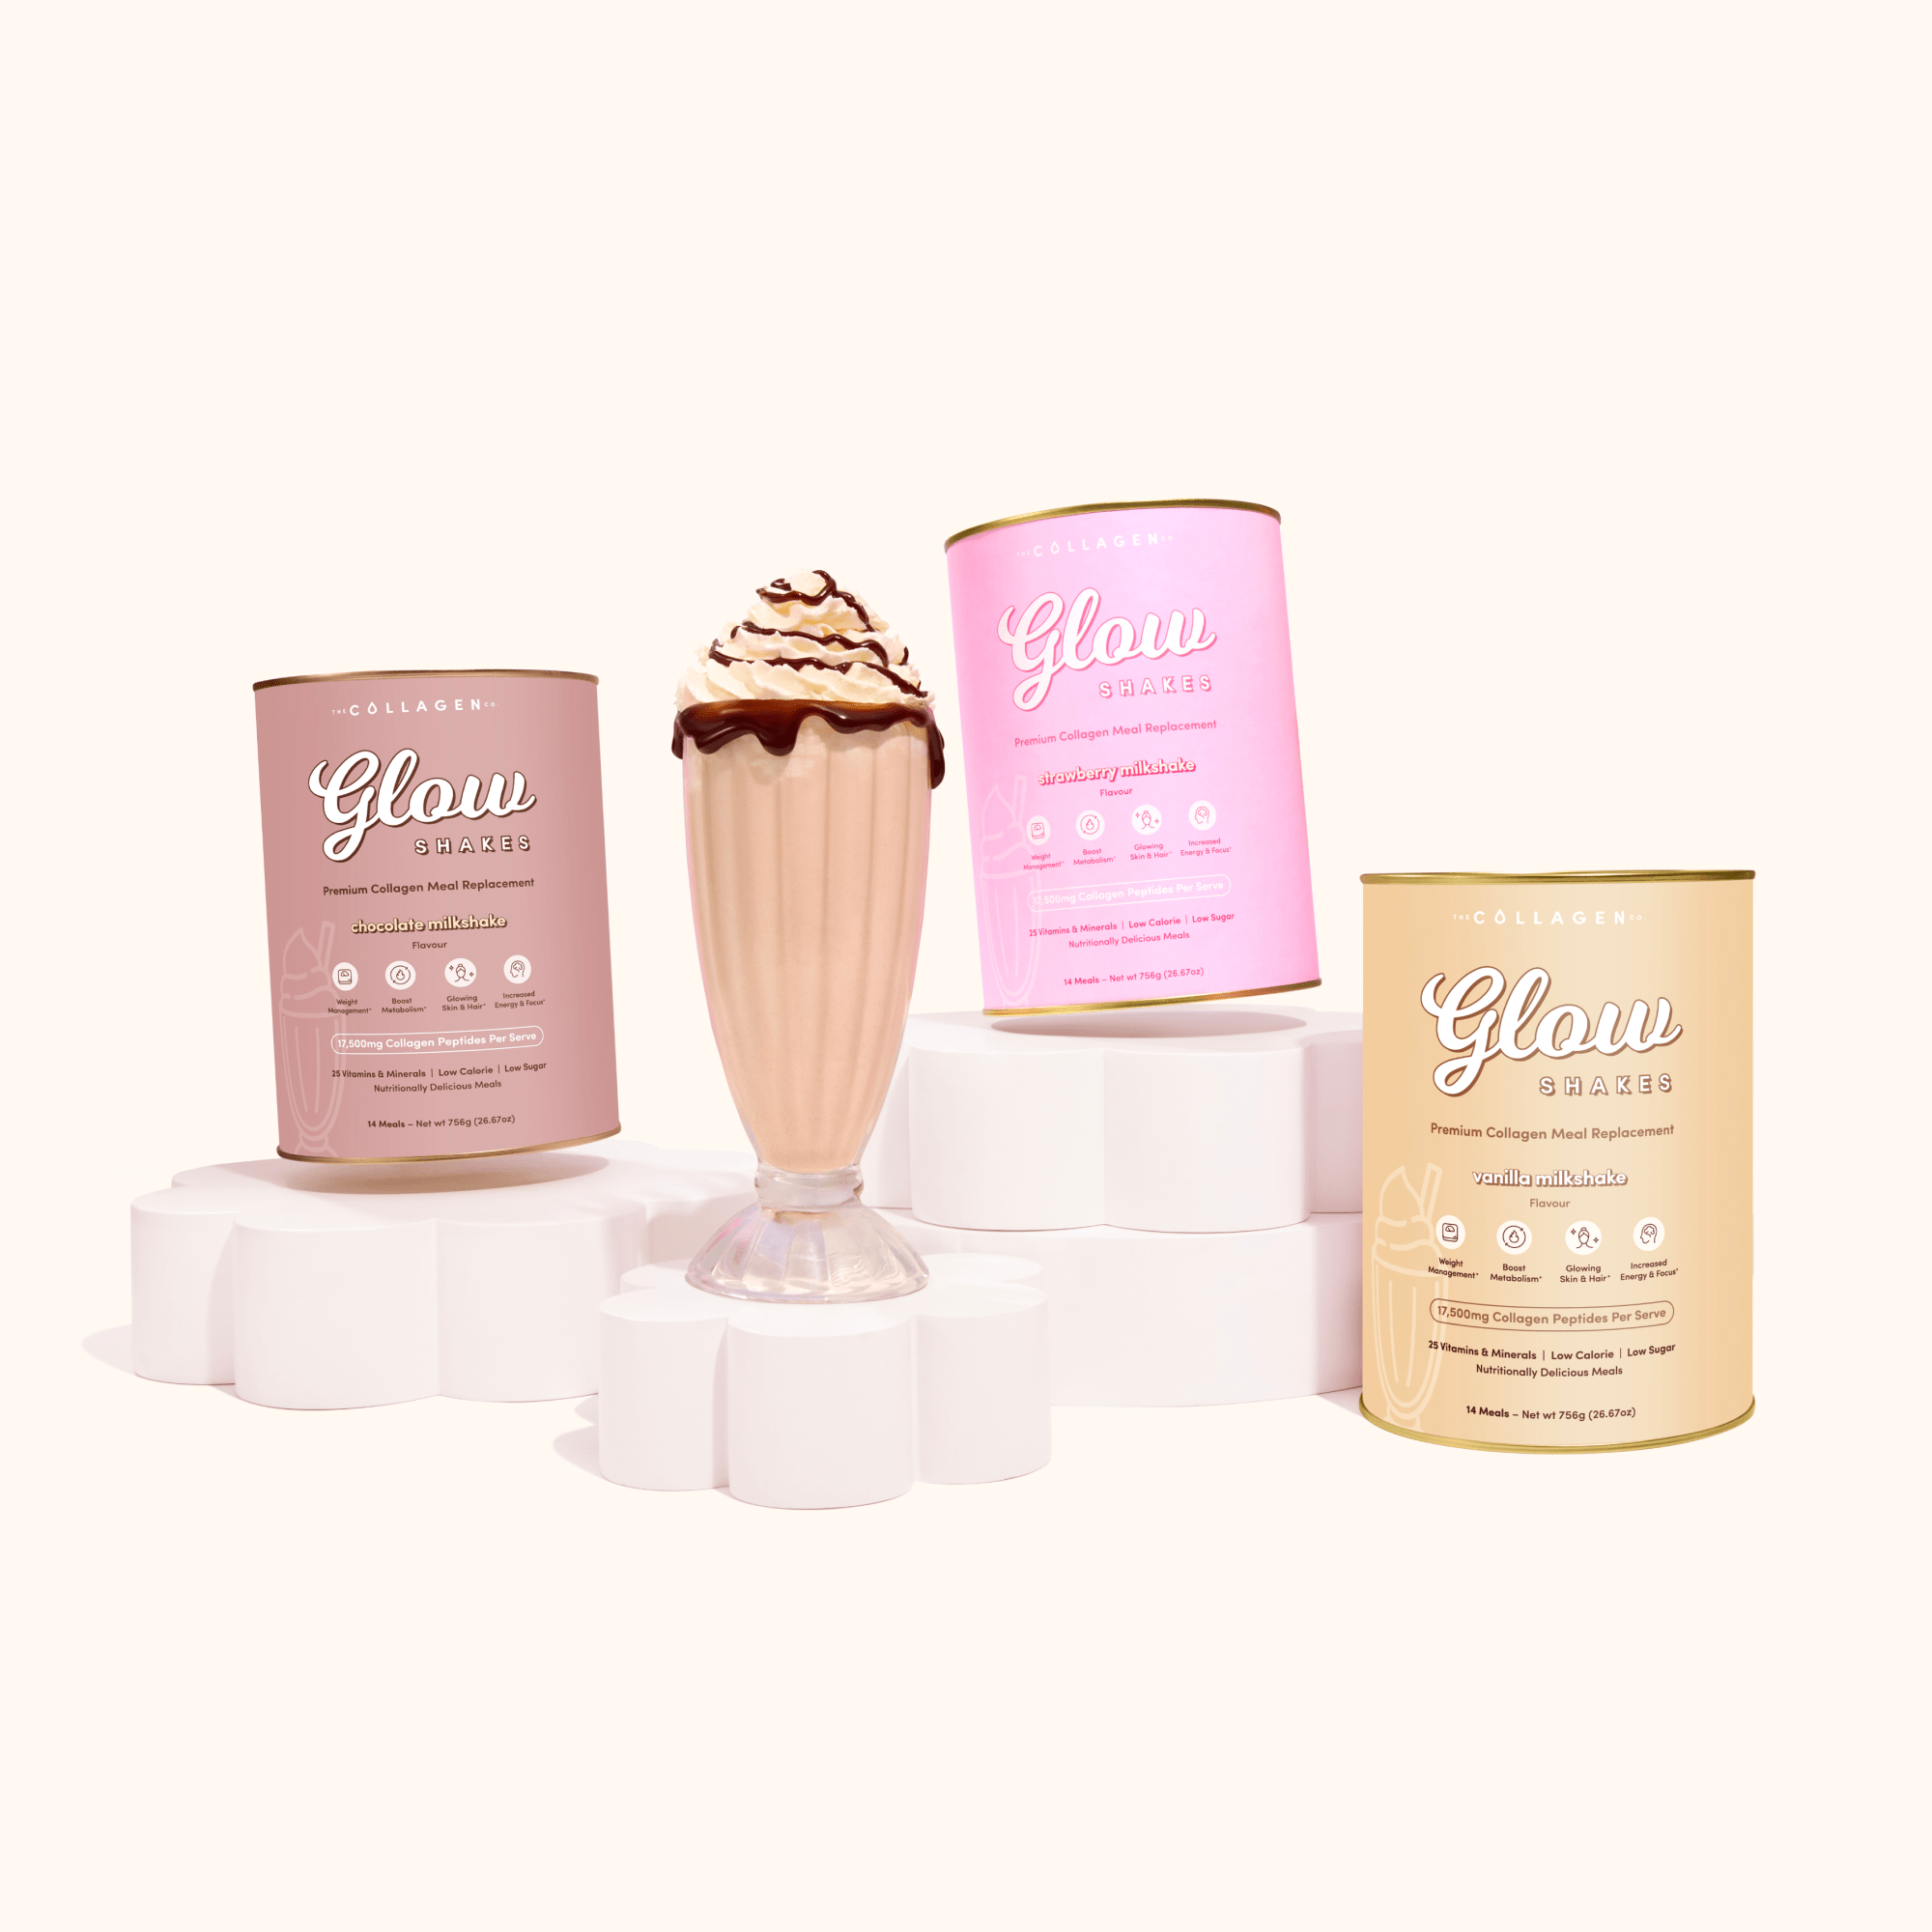 THE COLLAGEN CO.
Glow
SHAKES
Premium Collagen Meal Replacement
chocolate milkshake
Flavour
Weight Management*
Boost Metabolism*
Glowing Skin & Hair*
Increased Energy & Focus*
17,500mg Collagen Peptides Per Serve
25 Vitamins & Minerals | Low Calorie | Low Sugar
Nutritionally Delicious Meals
14 Meals – Net wt 756g (26.67oz)
THE COLLAGEN CO.
Glow
SHAKES
Premium Collagen Meal Replacement
strawberry milkshake
Flavour
Weight Management*
Boost Metabolism*
Glowing Skin & Hair*
Increased Energy & Focus*
17,500mg Collagen Peptides Per Serve
25 Vitamins & Minerals | Low Calorie | Low Sugar
Nutritionally Delicious Meals
14 Meals – Net wt 756g (26.67oz)
THE COLLAGEN CO.
Glow
SHAKES
Premium Collagen Meal Replacement
vanilla milkshake
Flavour
Weight Management*
Boost Metabolism*
Glowing Skin & Hair*
Increased Energy & Focus*
17,500mg Collagen Peptides Per Serve
25 Vitamins & Minerals | Low Calorie | Low Sugar
Nutritionally Delicious Meals
14 Meals – Net wt 756g (26.67oz)